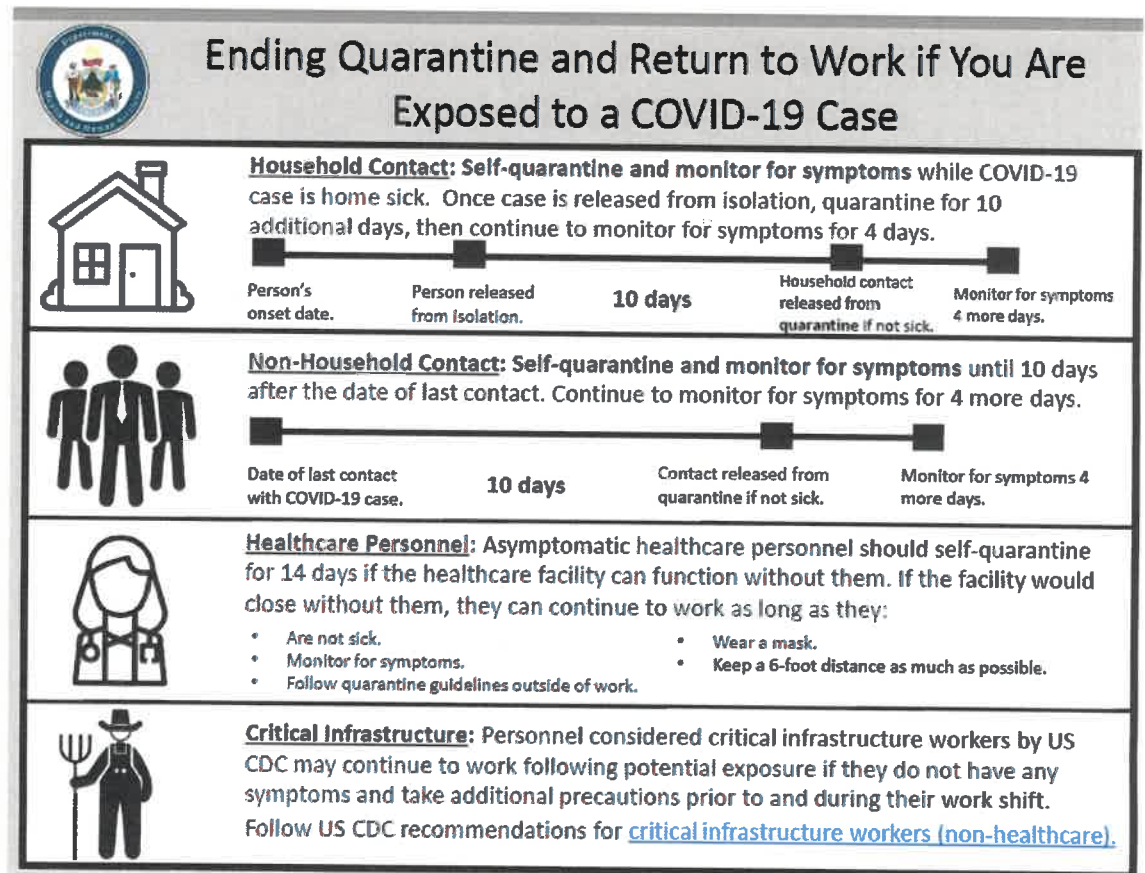 Department of
Ending Quarantine and Return to Work if You Are
Exposed to a COVID-19 Case
Household Contact: Self-quarantine and monitor for symptoms while COVID-19
case is home sick. Once case is released from isolation, quarantine for 10
additional days, then continue to monitor for symptoms for 4 days.
Person's
onset date.
Person released
from isolation.
10 days
Household contact
released from
quarantine if not sick.
Monitor for symptoms
4 more days.
Non-Household Contact: Self-quarantine and monitor for symptoms until 10 days
after the date of last contact. Continue to monitor for symptoms for 4 more days.
Date of last contact
with COVID-19 case.
10 days
Contact released from
quarantine if not sick.
Monitor for symptoms 4
more days.
Healthcare Personnel: Asymptomatic healthcare personnel should self-quarantine
for 14 days if the healthcare facility can function without them. If the facility would
close without them, they can continue to work as long as they:
• Are not sick.
• Monitor for symptoms.
• Follow quarantine guidelines outside of work.
• Wear a mask.
• Keep a 6-foot distance as much as possible.
Critical Infrastructure: Personnel considered critical infrastructure workers by US
CDC may continue to work following potential exposure if they do not have any
symptoms and take additional precautions prior to and during their work shift.
Follow US CDC recommendations for critical infrastructure workers (non-healthcare).